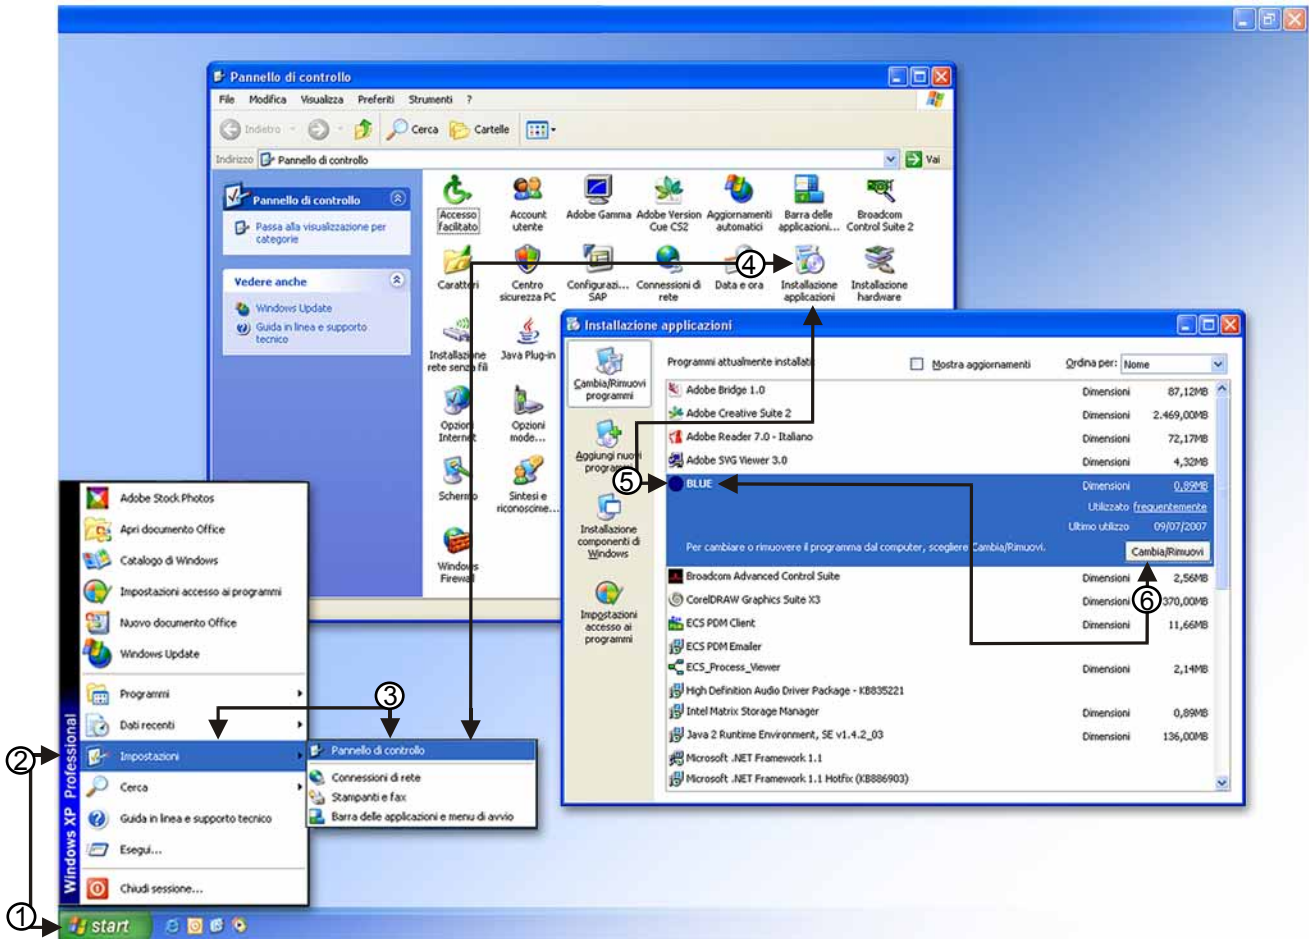 Pannello di controllo
File Modifica Visualizza Preferiti Strumenti ?
Indietro Cerca Cartelle
Indirizzo Pannello di controllo Vai
Pannello di controllo
Passa alla visualizzazione per
categorie
Vedere anche
Windows Update
Guida in linea e supporto
tecnico
Accesso
facilitato
Account
utente
Adobe Gamma
Adobe Version
Cue CS2
Aggiornamenti
automatici
Barra delle
applicazioni...
Broadcom
Control Suite 2
4
Caratteri
Centro
sicurezza PC
Configurazi...
SAP
Connessioni di
rete
Data e ora
Installazione
applicazioni
Installazione
hardware
Installazione
rete senza fili
Java Plug-in
Opzioni
Internet
Opzioni
mode...
Schermo
Sintesi e
riconoscime...
Windows
Firewall
Installazione applicazioni
Cambia/Rimuovi
programmi
Aggiungi nuovi
programmi
Installazione
componenti di
Windows
Impostazioni
accesso ai
programmi
Programmi attualmente installati: Mostra aggiornamenti Ordina per: Nome
Adobe Bridge 1.0 Dimensioni 87,12MB
Adobe Creative Suite 2 Dimensioni 2.469,00MB
Adobe Reader 7.0 - Italiano Dimensioni 72,17MB
Adobe SVG Viewer 3.0 Dimensioni 4,32MB
5 BLUE Dimensioni 0,89MB
Utilizzato frequentemente
Ultimo utilizzo 09/07/2007
Per cambiare o rimuovere il programma dal computer, scegliere Cambia/Rimuovi.
Cambia/Rimuovi
Broadcom Advanced Control Suite Dimensioni 2,56MB
CorelDRAW Graphics Suite X3 Dimensioni 370,00MB
6
ECS PDM Client Dimensioni 11,66MB
ECS PDM Emailer
ECS_Process_Viewer Dimensioni 2,14MB
High Definition Audio Driver Package - KB835221
Intel Matrix Storage Manager Dimensioni 0,89MB
Java 2 Runtime Environment, SE v1.4.2_03 Dimensioni 136,00MB
Microsoft .NET Framework 1.1
Microsoft .NET Framework 1.1 Hotfix (KB886903)
Windows XP Professional
Adobe Stock Photos
Apri documento Office
Catalogo di Windows
Impostazioni accesso ai programmi
Nuovo documento Office
Windows Update
Programmi
3
Dati recenti
2
Impostazioni
Cerca
Guida in linea e supporto tecnico
Esegui...
Chiudi sessione...
Pannello di controllo
Connessioni di rete
Stampanti e fax
Barra delle applicazioni e menu di avvio
1
start